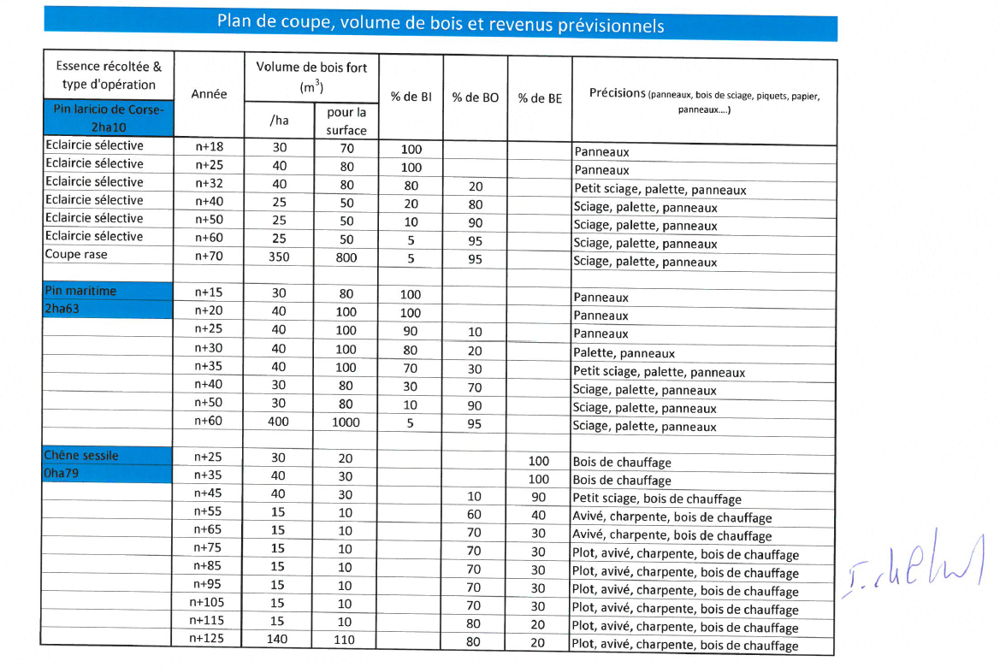 Plan de coupe, volume de bois et revenus prévisionnels
Essence récoltée & type d'opération | Année | Volume de bois fort (m³) | % de BI | % de BO | % de BE | Précisions (panneaux, bois de sciage, piquets, papier, panneaux....)
Pin laricio de Corse- 2ha10 | /ha | pour la surface
Eclaircie sélective n+18 30 70 100 Panneaux
Eclaircie sélective n+25 40 80 100 Panneaux
Eclaircie sélective n+32 40 80 80 20 Petit sciage, palette, panneaux
Eclaircie sélective n+40 25 50 20 80 Sciage, palette, panneaux
Eclaircie sélective n+50 25 50 10 90 Sciage, palette, panneaux
Eclaircie sélective n+60 25 50 5 95 Sciage, palette, panneaux
Coupe rase n+70 350 800 5 95 Sciage, palette, panneaux
Pin maritime n+15 30 80 100 Panneaux
2ha63 n+20 40 100 100 Panneaux
n+25 40 100 90 10 Panneaux
n+30 40 100 80 20 Palette, panneaux
n+35 40 100 70 30 Petit sciage, palette, panneaux
n+40 30 80 30 70 Sciage, palette, panneaux
n+50 30 80 10 90 Sciage, palette, panneaux
n+60 400 1000 5 95 Sciage, palette, panneaux
Chêne sessile n+25 30 20 100 Bois de chauffage
0ha79 n+35 40 30 100 Bois de chauffage
n+45 40 30 10 90 Petit sciage, bois de chauffage
n+55 15 10 60 40 Avivé, charpente, bois de chauffage
n+65 15 10 70 30 Avivé, charpente, bois de chauffage
n+75 15 10 70 30 Plot, avivé, charpente, bois de chauffage
n+85 15 10 70 30 Plot, avivé, charpente, bois de chauffage
n+95 15 10 70 30 Plot, avivé, charpente, bois de chauffage
n+105 15 10 70 30 Plot, avivé, charpente, bois de chauffage
n+115 15 10 80 20 Plot, avivé, charpente, bois de chauffage
n+125 140 110 80 20 Plot, avivé, charpente, bois de chauffage